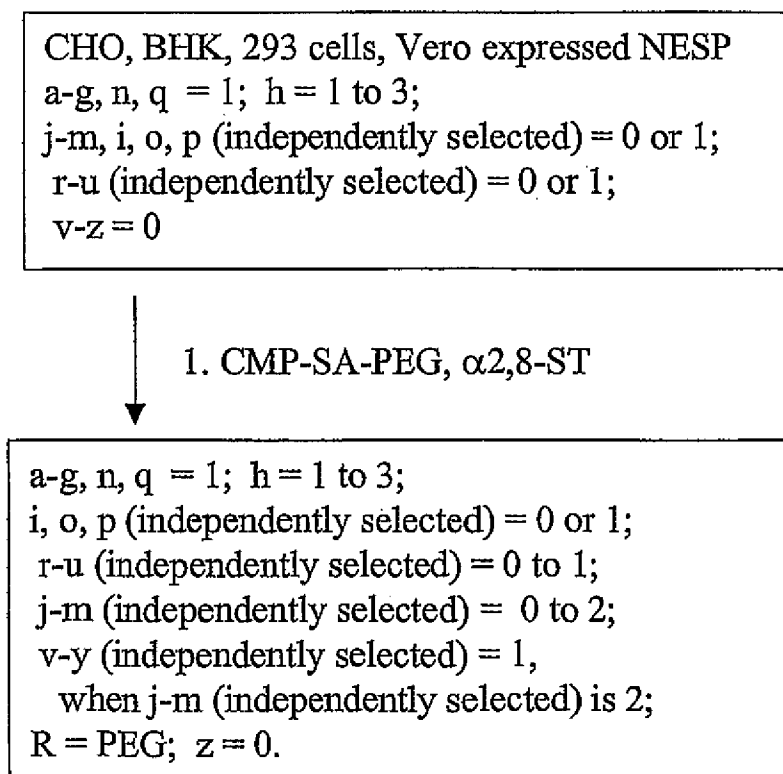 CHO, BHK, 293 cells, Vero expressed NESP
a-g, n, q = 1; h = 1 to 3;
j-m, i, o, p (independently selected) = 0 or 1;
r-u (independently selected) = 0 or 1;
v-z = 0
1. CMP-SA-PEG, α2,8-ST
a-g, n, q = 1; h = 1 to 3;
i, o, p (independently selected) = 0 or 1;
r-u (independently selected) = 0 to 1;
j-m (independently selected) = 0 to 2;
v-y (independently selected) = 1,
when j-m (independently selected) is 2;
R = PEG; z = 0.